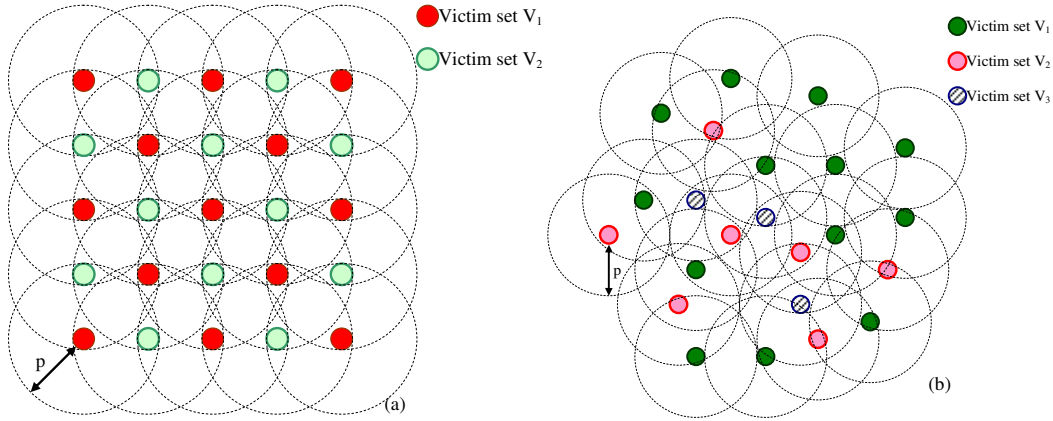 Victim set V₁
Victim set V₂
p
(a)
Victim set V₁
Victim set V₂
Victim set V₃
p
(b)